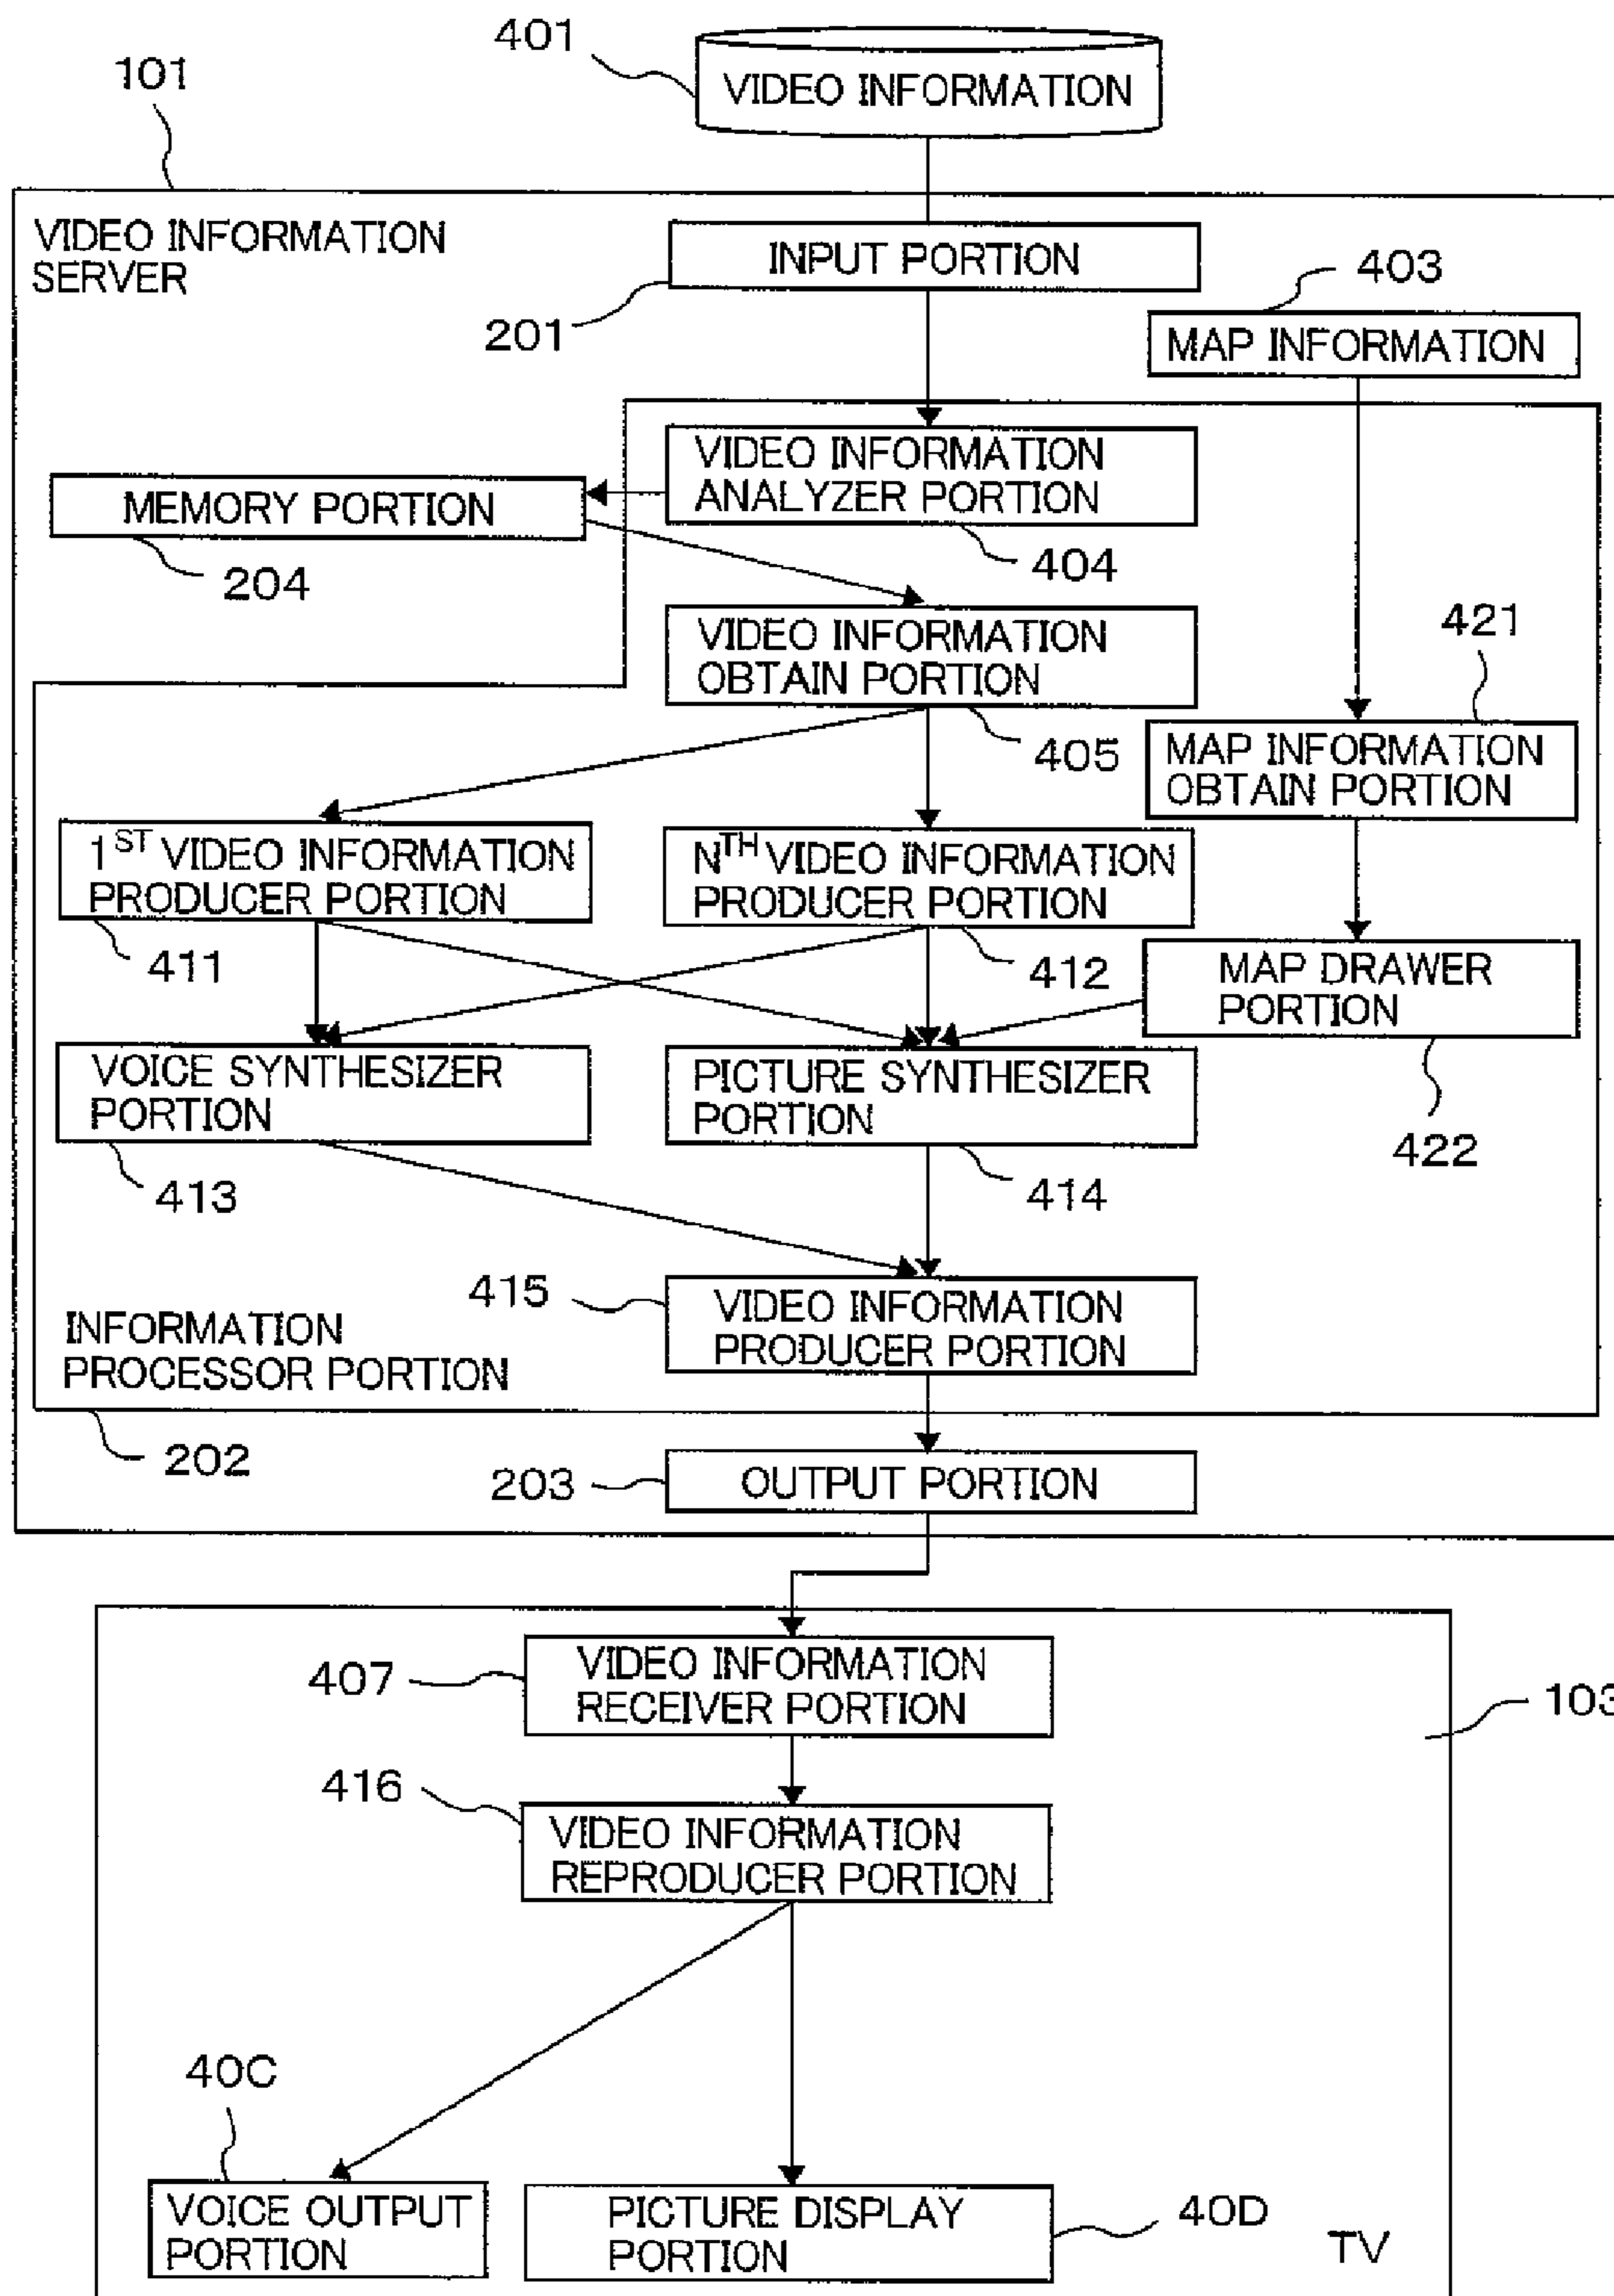 401
VIDEO INFORMATION
101
VIDEO INFORMATION
SERVER
INPUT PORTION
201
403
MAP INFORMATION
VIDEO INFORMATION
ANALYZER PORTION
404
MEMORY PORTION
204
VIDEO INFORMATION
OBTAIN PORTION
405
421
MAP INFORMATION
OBTAIN PORTION
1ST VIDEO INFORMATION
PRODUCER PORTION
411
NTH VIDEO INFORMATION
PRODUCER PORTION
412
MAP DRAWER
PORTION
422
VOICE SYNTHESIZER
PORTION
413
PICTURE SYNTHESIZER
PORTION
414
415
VIDEO INFORMATION
PRODUCER PORTION
INFORMATION
PROCESSOR PORTION
202
203
OUTPUT PORTION
407
VIDEO INFORMATION
RECEIVER PORTION
103
416
VIDEO INFORMATION
REPRODUCER PORTION
40C
VOICE OUTPUT
PORTION
PICTURE DISPLAY
PORTION
40D
TV